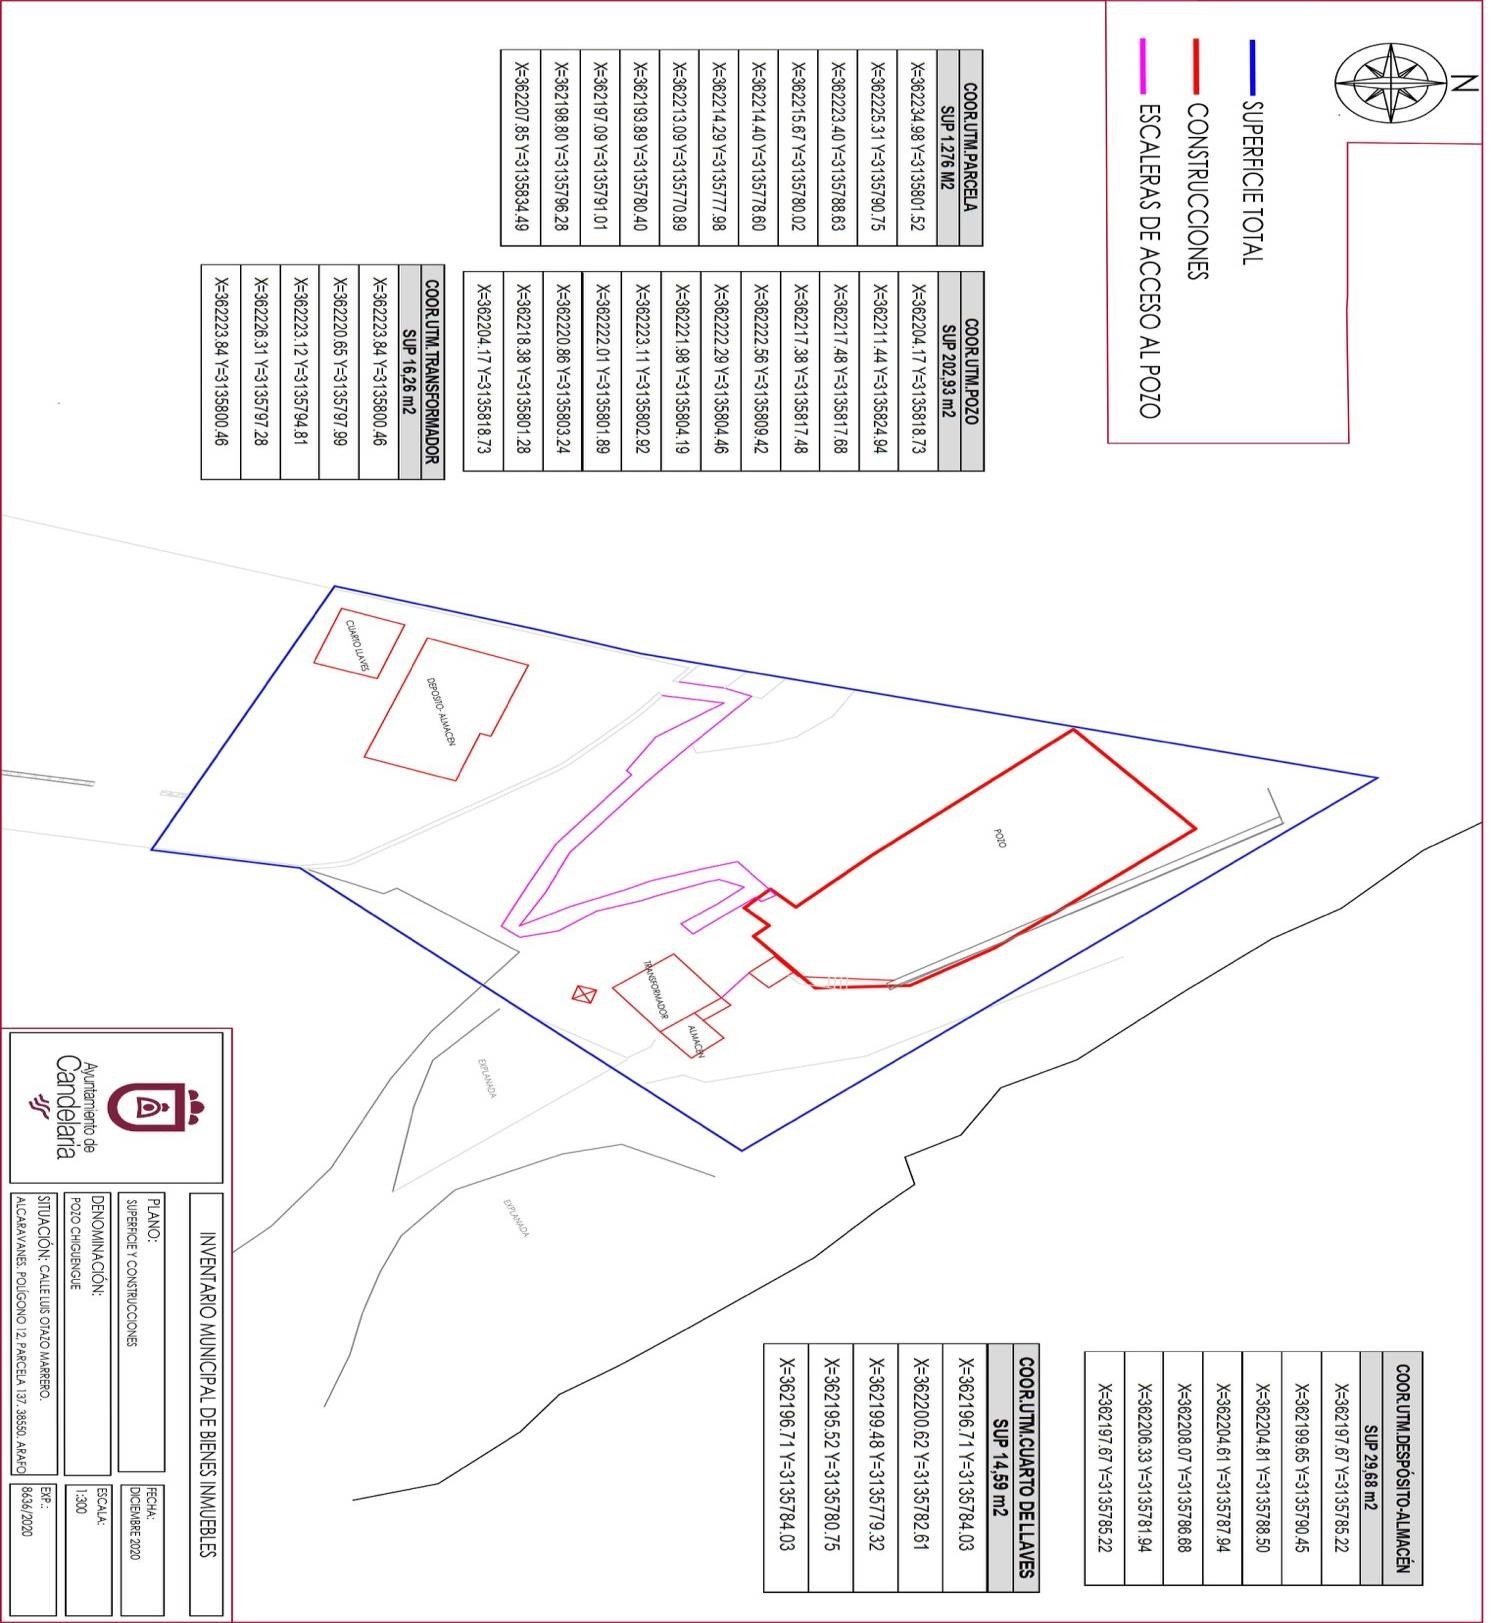 N
SUPERFICIE TOTAL
CONSTRUCCIONES
ESCALERAS DE ACCESO AL POZO
COOR.UTM.PARCELA
SUP 1.276 M2
X=362234.98 Y=3135801.52
X=362225.31 Y=3135790.75
X=362223.40 Y=3135788.63
X=362215.67 Y=3135780.02
X=362214.40 Y=3135778.60
X=362214.29 Y=3135777.98
X=362213.09 Y=3135770.89
X=362193.89 Y=3135780.40
X=362197.09 Y=3135791.01
X=362198.80 Y=3135796.28
X=362207.85 Y=3135834.49
COOR.UTM.POZO
SUP 202,93 m2
X=362204.17 Y=3135818.73
X=362211.44 Y=3135824.94
X=362217.48 Y=3135817.68
X=362217.38 Y=3135817.48
X=362222.56 Y=3135809.42
X=362222.29 Y=3135804.46
X=362221.98 Y=3135804.19
X=362223.11 Y=3135802.92
X=362222.01 Y=3135801.89
X=362220.86 Y=3135803.24
X=362218.38 Y=3135801.28
X=362204.17 Y=3135818.73
COOR.UTM.TRANSFORMADOR
SUP 16,26 m2
X=362223.84 Y=3135800.46
X=362220.65 Y=3135797.99
X=362223.12 Y=3135794.81
X=362226.31 Y=3135797.28
X=362223.84 Y=3135800.46
POZO
CUARTO LLAVES
DEPOSITO- ALMACEN
TRANSFORMADOR
ALMACEN
EXPLANADA
EXPLANADA
COOR.UTM.DESPÓSITO-ALMACÉN
SUP 29,68 m2
X=362197.67 Y=3135785.22
X=362199.65 Y=3135790.45
X=362204.81 Y=3135788.50
X=362204.61 Y=3135787.94
X=362208.07 Y=3135786.68
X=362206.33 Y=3135781.94
X=362197.67 Y=3135785.22
COOR.UTM.CUARTO DE LLAVES
SUP 14,59 m2
X=362196.71 Y=3135784.03
X=362200.62 Y=3135782.61
X=362199.48 Y=3135779.32
X=362195.52 Y=3135780.75
X=362196.71 Y=3135784.03
Ayuntamiento de
Candelaria
INVENTARIO MUNICIPAL DE BIENES INMUEBLES
PLANO:
SUPERFICIE Y CONSTRUCCIONES
FECHA:
DICIEMBRE 2020
DENOMINACIÓN:
POZO CHIGUENGUE
ESCALA:
1:300
SITUACIÓN: CALLE LUIS OTAZO MARRERO.
ALCARAVANES. POLÍGONO 12, PARCELA 137. 38550. ARAFO
EXP.:
8636/2020